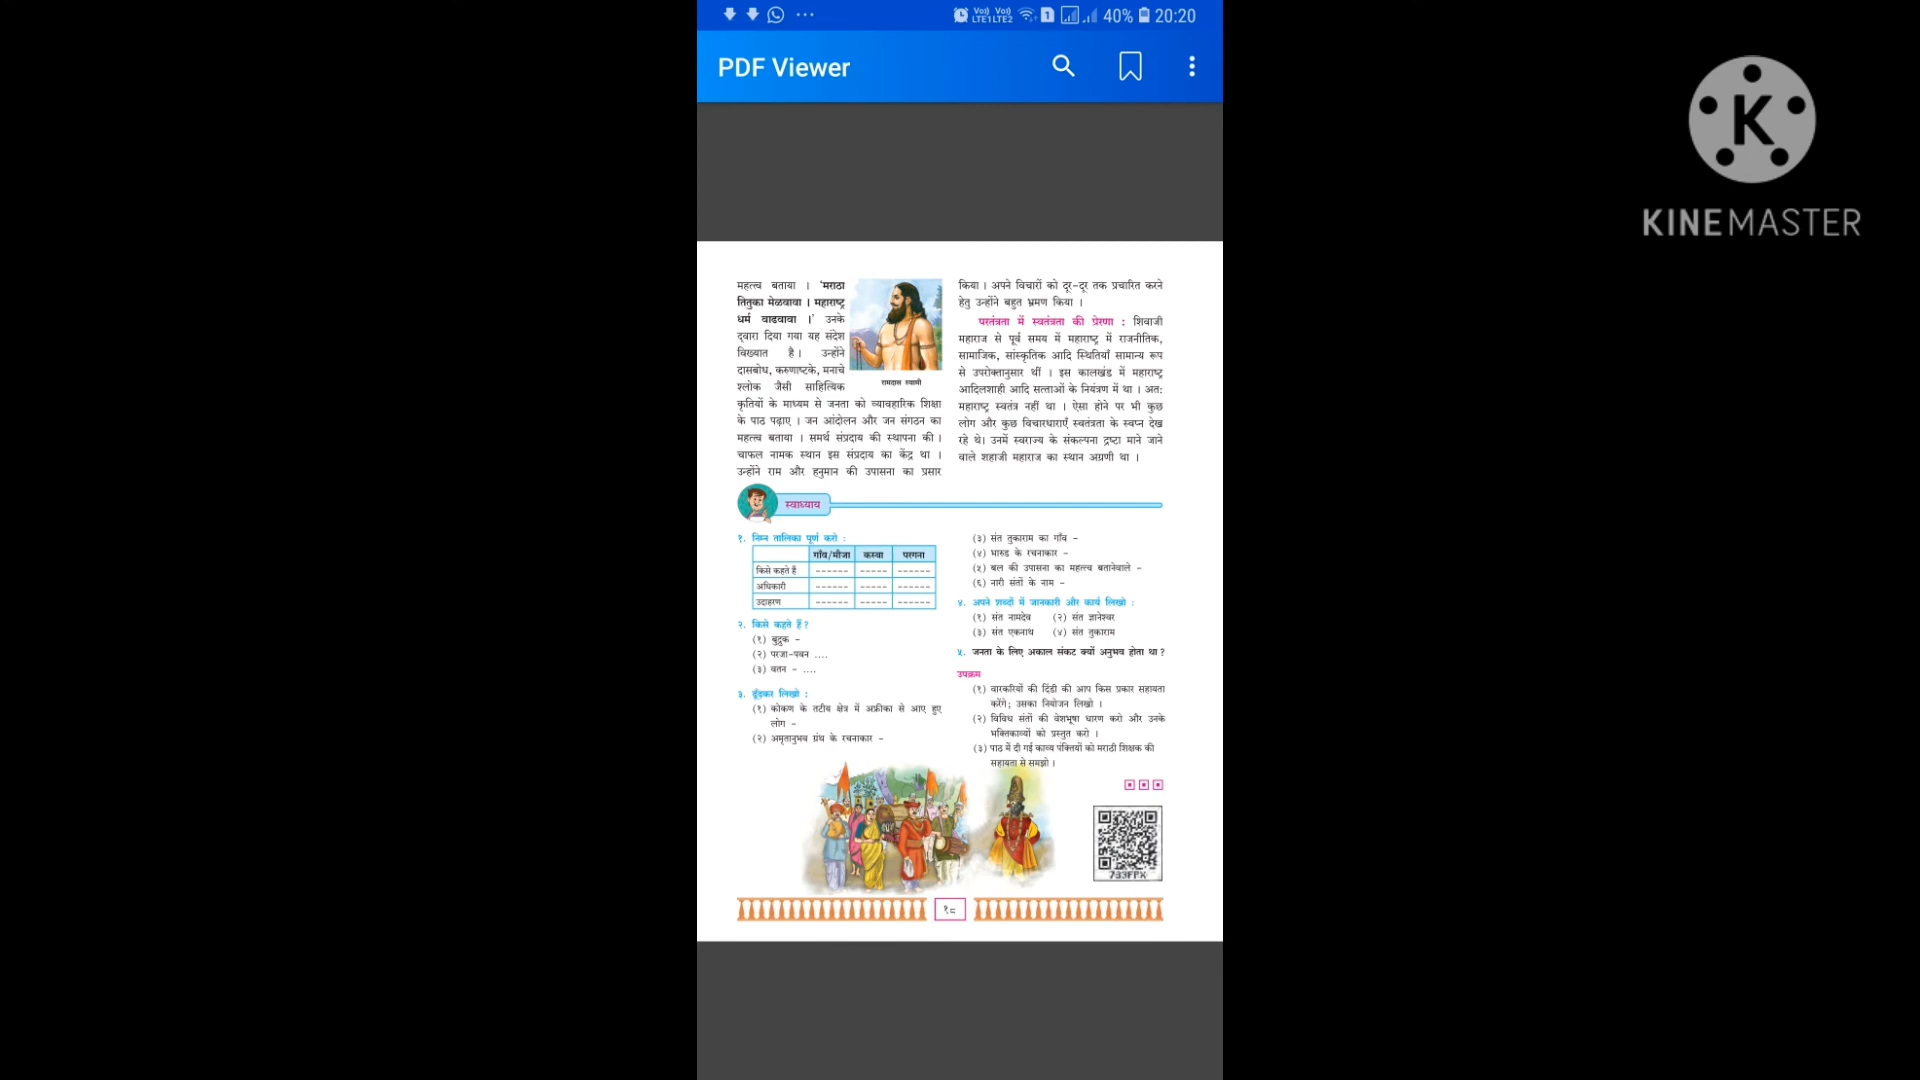 Vo)) Vo))
LTE1 LTE2 1 40% 20:20
PDF Viewer
K
KINEMASTER
महत्त्व बताया । ‘मराठा
तितुका मेळवावा । महाराष्ट्र
धर्म वाढवावा ।’ उनके
द्वारा दिया गया यह संदेश
विख्यात है। उन्होंने
दासबोध, करुणाष्टके, मनाचे
श्लोक जैसी साहित्यिक
रामदास स्वामी
कृतियों के माध्यम से जनता को व्यावहारिक शिक्षा
के पाठ पढ़ाए । जन आंदोलन और जन संगठन का
महत्त्व बताया । समर्थ संप्रदाय की स्थापना की ।
चाफल नामक स्थान इस संप्रदाय का केंद्र था ।
उन्होंने राम और हनुमान की उपासना का प्रसार
किया । अपने विचारों को दूर-दूर तक प्रचारित करने
हेतु उन्होंने बहुत भ्रमण किया ।
परतंत्रता में स्वतंत्रता की प्रेरणा : शिवाजी
महाराज से पूर्व समय में महाराष्ट्र में राजनीतिक,
सामाजिक, सांस्कृतिक आदि स्थितियाँ सामान्य रूप
से उपरोक्तानुसार थीं । इस कालखंड में महाराष्ट्र
आदिलशाही आदि सत्ताओं के नियंत्रण में था । अत:
महाराष्ट्र स्वतंत्र नहीं था । ऐसा होने पर भी कुछ
लोग और कुछ विचारधाराएँ स्वतंत्रता के स्वप्न देख
रहे थे। उनमें स्वराज्य के संकल्पना द्रष्टा माने जाने
वाले शहाजी महाराज का स्थान अग्रणी था ।
स्वाध्याय
१. निम्न तालिका पूर्ण करो :
गाँव/मौजा कस्बा परगना
किसे कहते हैं ------ ----- ------
अधिकारी ------ ----- ------
उदाहरण ------ ----- ------
२. किसे कहते हैं ?
(१) बुद्रुक -
(२) परजा-पवन ....
(३) वतन - ....
३. ढूँढ़कर लिखो :
(१) कोकण के तटीय क्षेत्र में अफ्रीका से आए हुए
लोग -
(२) अमृतानुभव ग्रंथ के रचनाकार -
(३) संत तुकाराम का गाँव -
(४) भारुड के रचनाकार -
(५) बल की उपासना का महत्त्व बतानेवाले -
(६) नारी संतों के नाम -
४. अपने शब्दों में जानकारी और कार्य लिखो :
(१) संत नामदेव (२) संत ज्ञानेश्वर
(३) संत एकनाथ (४) संत तुकाराम
५. जनता के लिए अकाल संकट क्यों अनुभव होता था ?
उपक्रम
(१) वारकरियों की दिंडी की आप किस प्रकार सहायता
करेंगे; उसका नियोजन लिखो ।
(२) विविध संतों की वेशभूषा धारण करो और उनके
भक्तिकाव्यों को प्रस्तुत करो ।
(३) पाठ में दी गई काव्य पंक्तियों को मराठी शिक्षक की
सहायता से समझो ।
7B3FPX
१८